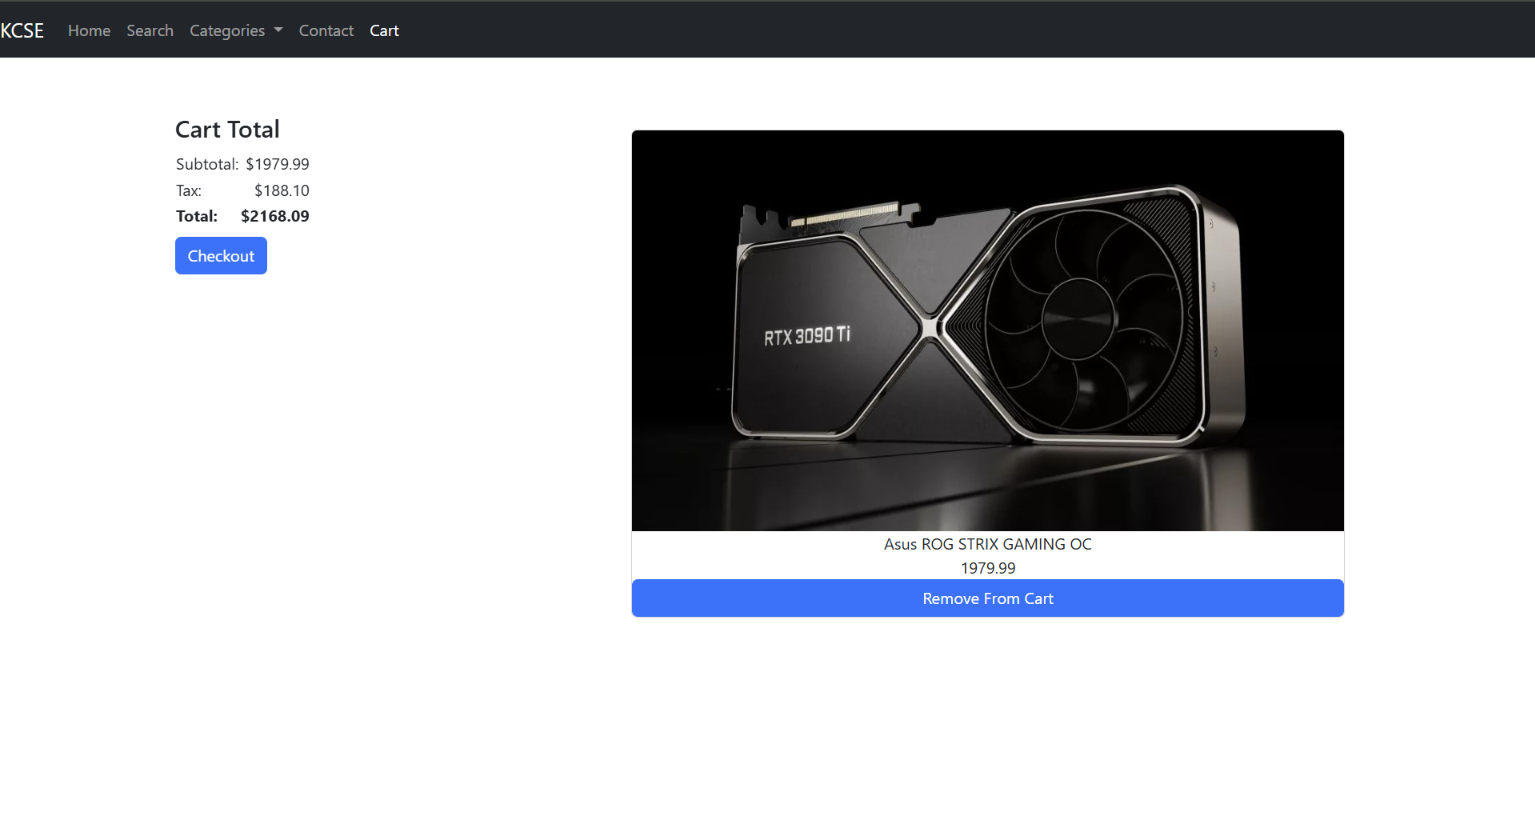 KCSE Home Search Categories Contact Cart
Cart Total
Subtotal: $1979.99
Tax: $188.10
Total: $2168.09
Checkout
RTX 3090 Ti
Asus ROG STRIX GAMING OC
1979.99
Remove From Cart